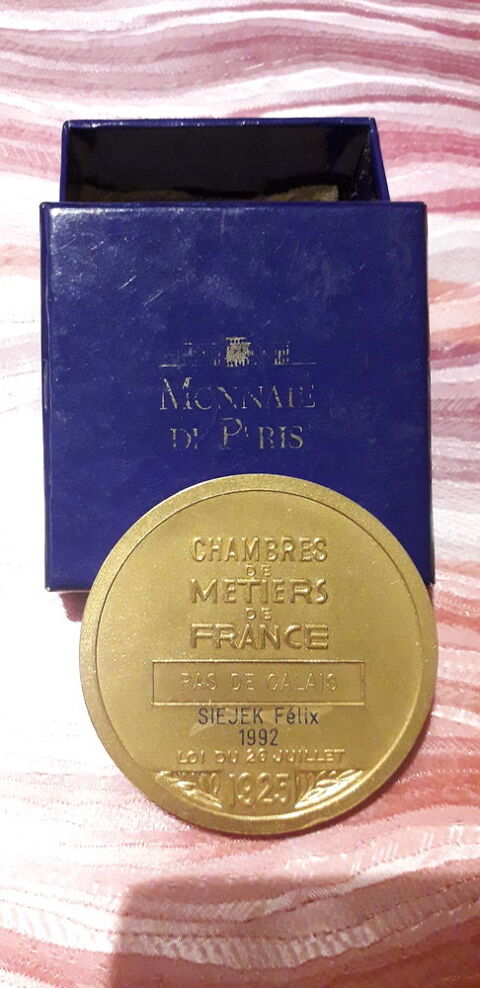 MONNAIE
DE PARIS
CHAMBRES
DE
METIERS
DE
FRANCE
PAS DE CALAIS
SIEJEK Félix
1992
LOI DU 26 JUILLET
1925